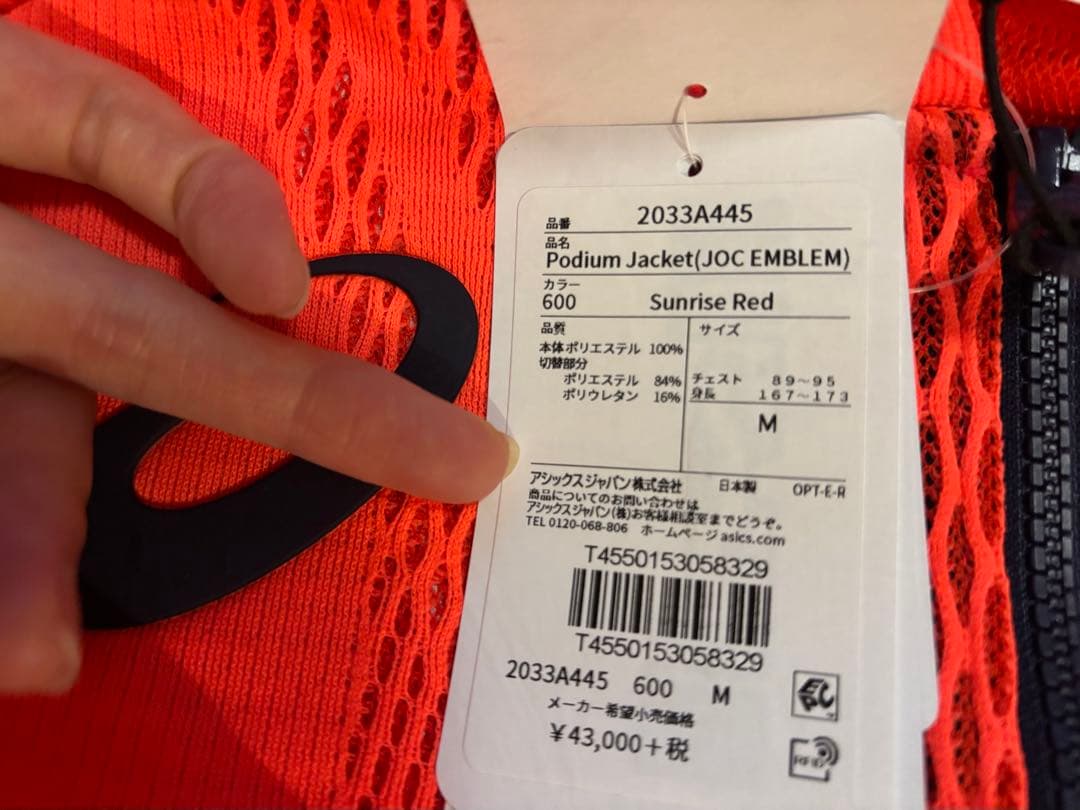 品番 2033A445
品名
Podium Jacket(JOC EMBLEM)
カラー
600 Sunrise Red
品質
本体 ポリエステル 100%
切替部分
ポリエステル 84%
ポリウレタン 16%
サイズ
チェスト 89〜95
身長 167〜173
M
アシックスジャパン株式会社 日本製 OPT-E-R
商品についてのお問い合わせは
アシックスジャパン(株)お客様相談室までどうぞ。
TEL 0120-068-806 ホームページ asics.com
T4550153058329
T4550153058329
2033A445 600 M
メーカー希望小売価格
¥43,000+税
EPC
RFID